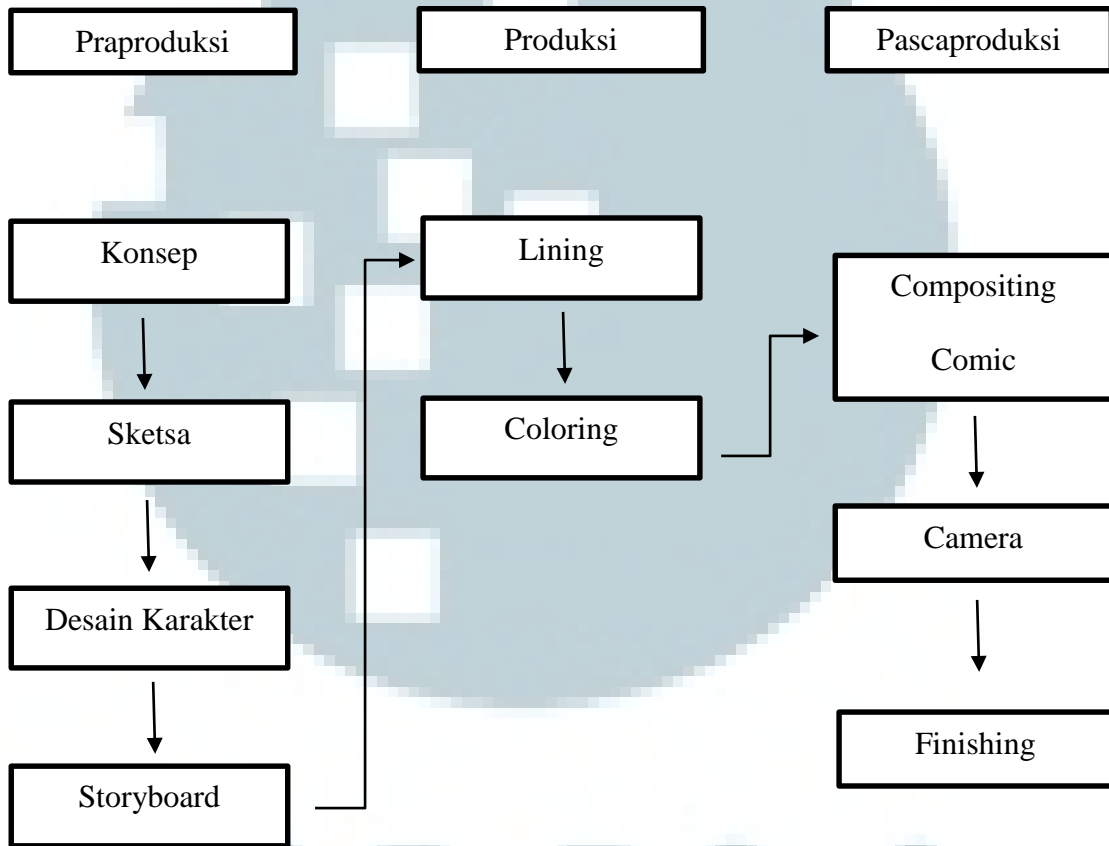 Praproduksi
Produksi
Pascaproduksi
Konsep
Sketsa
Desain Karakter
Storyboard
Lining
Coloring
Compositing
Comic
Camera
Finishing